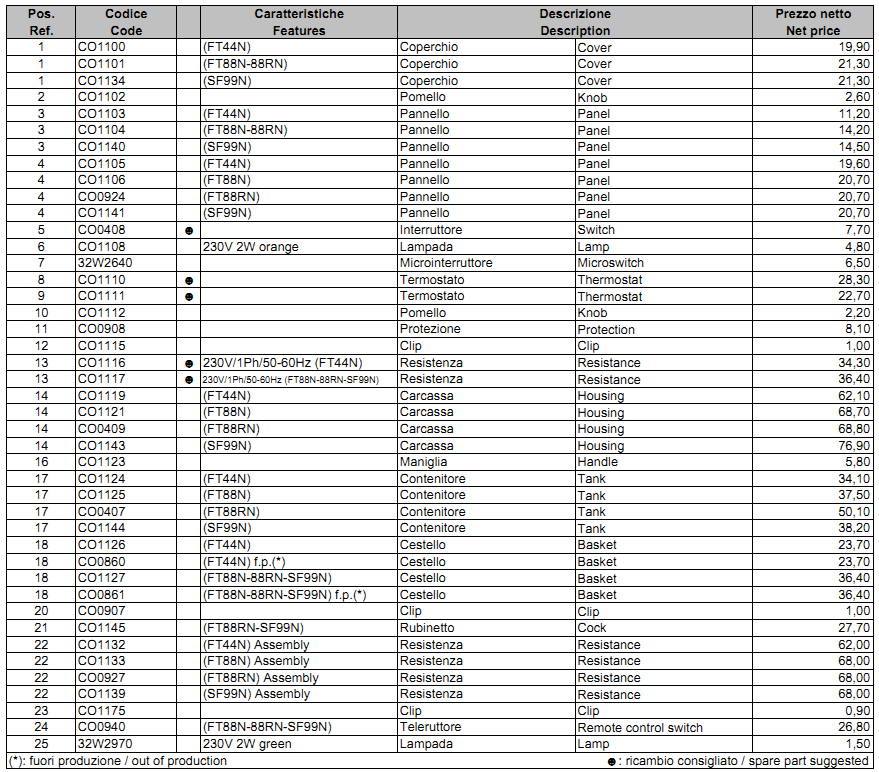 Pos. Codice Caratteristiche Descrizione Prezzo netto
Ref. Code Features Description Net price
1 CO1100 (FT44N) Coperchio Cover 19,90
1 CO1101 (FT88N-88RN) Coperchio Cover 21,30
1 CO1134 (SF99N) Coperchio Cover 21,30
2 CO1102 Pomello Knob 2,60
3 CO1103 (FT44N) Pannello Panel 11,20
3 CO1104 (FT88N-88RN) Pannello Panel 14,20
3 CO1140 (SF99N) Pannello Panel 14,50
4 CO1105 (FT44N) Pannello Panel 19,60
4 CO1106 (FT88N) Pannello Panel 20,70
4 CO0924 (FT88RN) Pannello Panel 20,70
4 CO1141 (SF99N) Pannello Panel 20,70
5 CO0408 ☻ Interruttore Switch 7,70
6 CO1108 230V 2W orange Lampada Lamp 4,80
7 32W2640 Microinterruttore Microswitch 6,50
8 CO1110 ☻ Termostato Thermostat 28,30
9 CO1111 ☻ Termostato Thermostat 22,70
10 CO1112 Pomello Knob 2,20
11 CO0908 Protezione Protection 8,10
12 CO1115 Clip Clip 1,00
13 CO1116 ☻ 230V/1Ph/50-60Hz (FT44N) Resistenza Resistance 34,30
13 CO1117 ☻ 230V/1Ph/50-60Hz (FT88N-88RN-SF99N) Resistenza Resistance 36,40
14 CO1119 (FT44N) Carcassa Housing 62,10
14 CO1121 (FT88N) Carcassa Housing 68,70
14 CO0409 (FT88RN) Carcassa Housing 68,80
14 CO1143 (SF99N) Carcassa Housing 76,90
16 CO1123 Maniglia Handle 5,80
17 CO1124 (FT44N) Contenitore Tank 34,10
17 CO1125 (FT88N) Contenitore Tank 37,50
17 CO0407 (FT88RN) Contenitore Tank 50,10
17 CO1144 (SF99N) Contenitore Tank 38,20
18 CO1126 (FT44N) Cestello Basket 23,70
18 CO0860 (FT44N) f.p.(*) Cestello Basket 23,70
18 CO1127 (FT88N-88RN-SF99N) Cestello Basket 36,40
18 CO0861 (FT88N-88RN-SF99N) f.p.(*) Cestello Basket 36,40
20 CO0907 Clip Clip 1,00
21 CO1145 (FT88RN-SF99N) Rubinetto Cock 27,70
22 CO1132 (FT44N) Assembly Resistenza Resistance 62,00
22 CO1133 (FT88N) Assembly Resistenza Resistance 68,00
22 CO0927 (FT88RN) Assembly Resistenza Resistance 68,00
22 CO1139 (SF99N) Assembly Resistenza Resistance 68,00
23 CO1175 Clip Clip 0,90
24 CO0940 (FT88N-88RN-SF99N) Teleruttore Remote control switch 26,80
25 32W2970 230V 2W green Lampada Lamp 1,50
(*): fuori produzione / out of production ☻: ricambio consigliato / spare part suggested